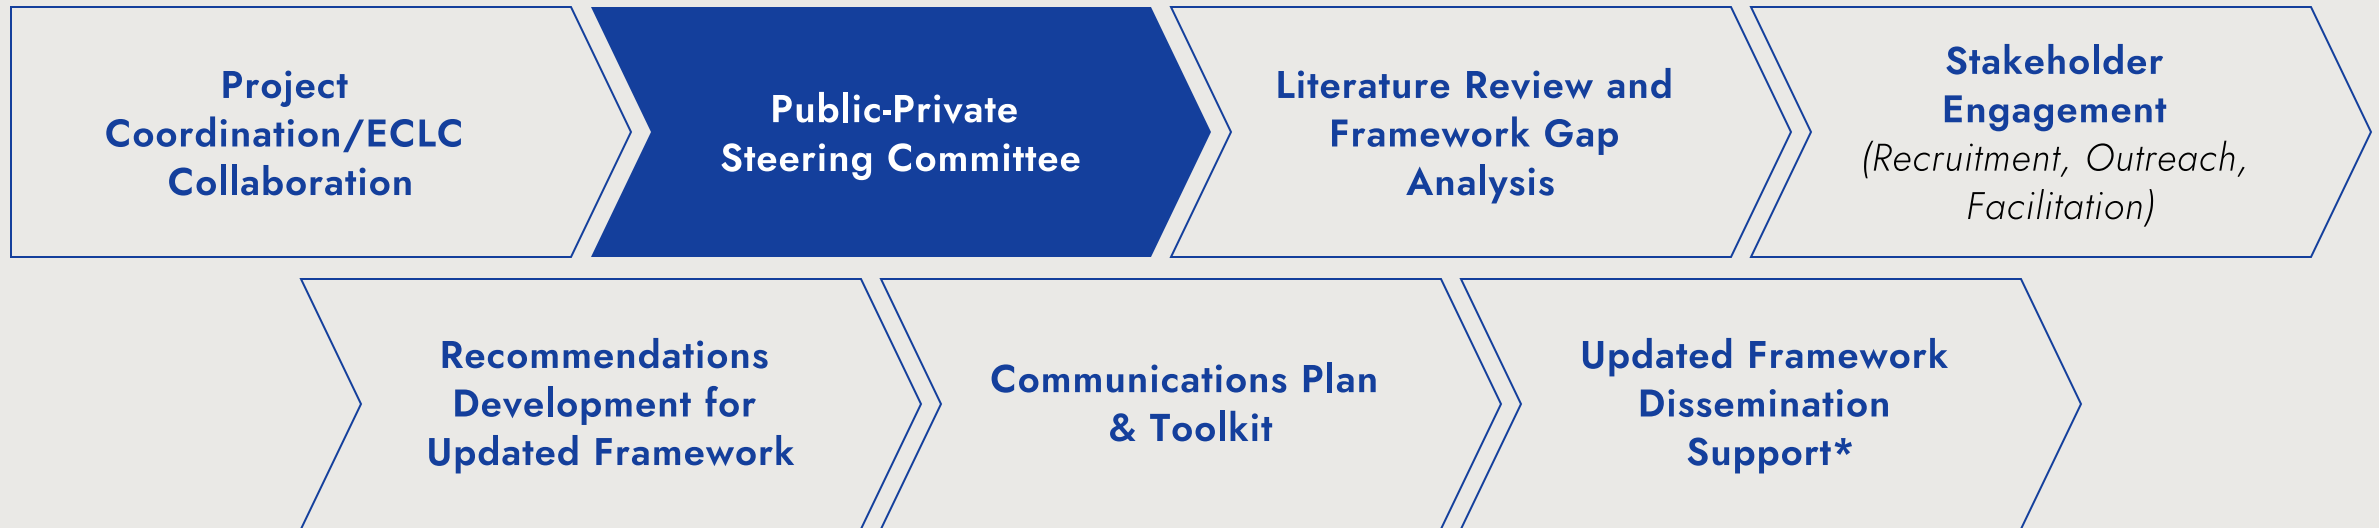 Project
Coordination/ECLC
Collaboration
Public-Private
Steering Committee
Literature Review and
Framework Gap
Analysis
Stakeholder
Engagement
(Recruitment, Outreach,
Facilitation)
Recommendations
Development for
Updated Framework
Communications Plan
& Toolkit
Updated Framework
Dissemination
Support*